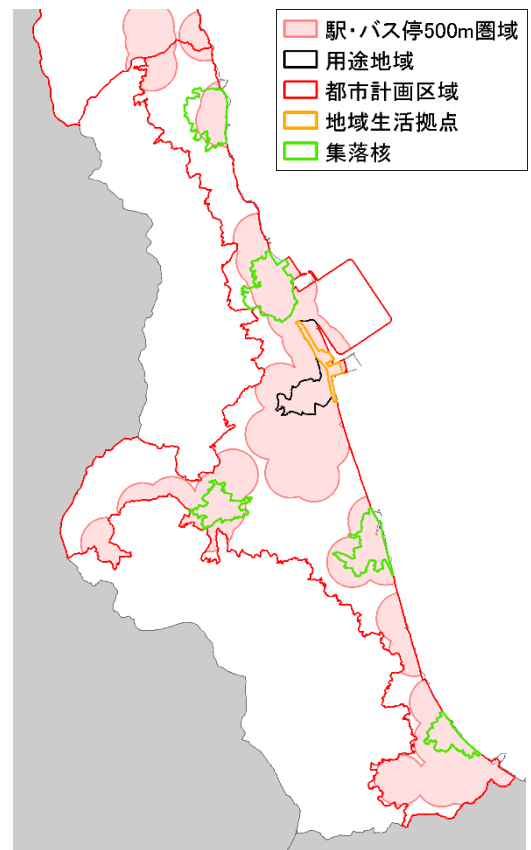 駅・バス停500m圏域
用途地域
都市計画区域
地域生活拠点
集落核